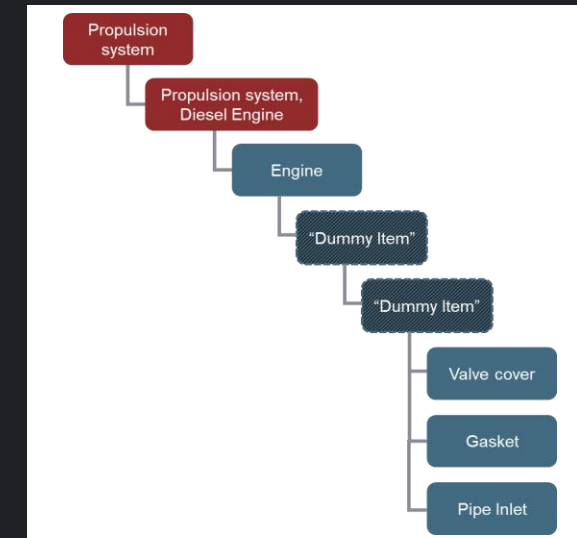 Propulsion
system
Propulsion system,
Diesel Engine
Engine
“Dummy Item”
“Dummy Item”
Valve cover
Gasket
Pipe Inlet